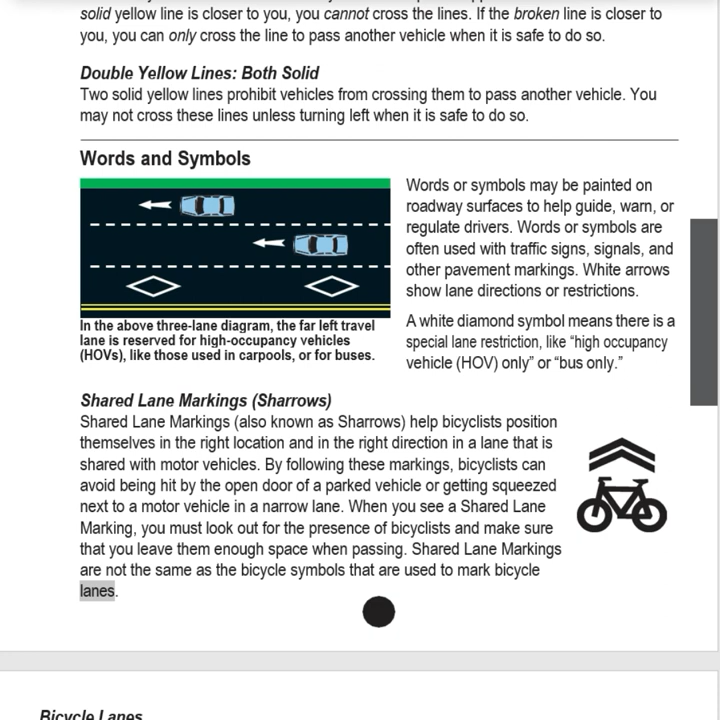 solid yellow line is closer to you, you cannot cross the lines. If the broken line is closer to
you, you can only cross the line to pass another vehicle when it is safe to do so.
Double Yellow Lines: Both Solid
Two solid yellow lines prohibit vehicles from crossing them to pass another vehicle. You
may not cross these lines unless turning left when it is safe to do so.
Words and Symbols
In the above three-lane diagram, the far left travel
lane is reserved for high-occupancy vehicles
(HOVs), like those used in carpools, or for buses.
Words or symbols may be painted on
roadway surfaces to help guide, warn, or
regulate drivers. Words or symbols are
often used with traffic signs, signals, and
other pavement markings. White arrows
show lane directions or restrictions.
A white diamond symbol means there is a
special lane restriction, like “high occupancy
vehicle (HOV) only” or “bus only.”
Shared Lane Markings (Sharrows)
Shared Lane Markings (also known as Sharrows) help bicyclists position
themselves in the right location and in the right direction in a lane that is
shared with motor vehicles. By following these markings, bicyclists can
avoid being hit by the open door of a parked vehicle or getting squeezed
next to a motor vehicle in a narrow lane. When you see a Shared Lane
Marking, you must look out for the presence of bicyclists and make sure
that you leave them enough space when passing. Shared Lane Markings
are not the same as the bicycle symbols that are used to mark bicycle
lanes.
Bicycle Lanes